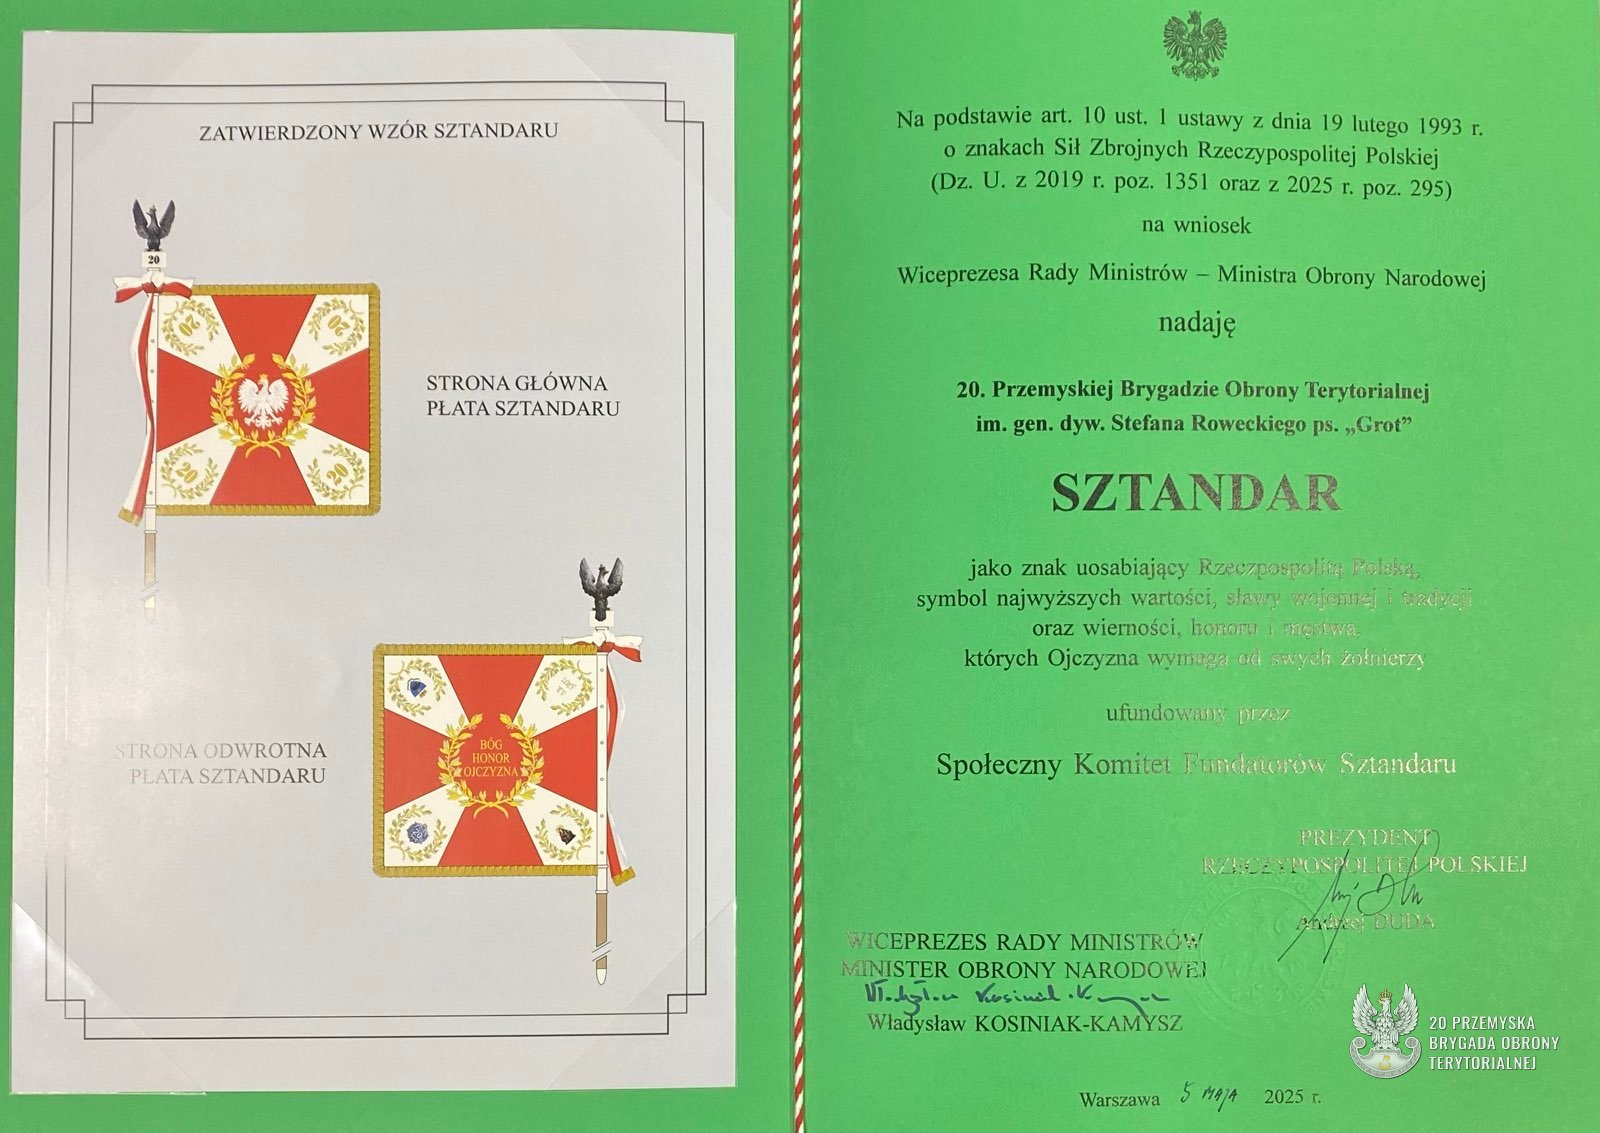 ZATWIERDZONY WZÓR SZTANDARU
20
20
20
20
20
STRONA GŁÓWNA
PŁATA SZTANDARU
BÓG
HONOR
OJCZYZNA
STRONA ODWROTNA
PŁATA SZTANDARU
Na podstawie art. 10 ust. 1 ustawy z dnia 19 lutego 1993 r.
o znakach Sił Zbrojnych Rzeczypospolitej Polskiej
(Dz. U. z 2019 r. poz. 1351 oraz z 2025 r. poz. 295)
na wniosek
Wiceprezesa Rady Ministrów – Ministra Obrony Narodowej
nadaję
20. Przemyskiej Brygadzie Obrony Terytorialnej
im. gen. dyw. Stefana Roweckiego ps. „Grot”
SZTANDAR
jako znak uosabiający Rzeczpospolitą Polską,
symbol najwyższych wartości, sławy wojennej i tradycji
oraz wierności, honoru i męstwa,
których Ojczyzna wymaga od swych żołnierzy
ufundowany przez
Społeczny Komitet Fundatorów Sztandaru
PREZYDENT
RZECZYPOSPOLITEJ POLSKIEJ
Andrzej DUDA
WICEPREZES RADY MINISTRÓW
MINISTER OBRONY NARODOWEJ
Władysław Kosiniak-Kamysz
Władysław KOSINIAK-KAMYSZ
Warszawa 5 maja 2025 r.
20 PRZEMYSKA
BRYGADA OBRONY
TERYTORIALNEJ